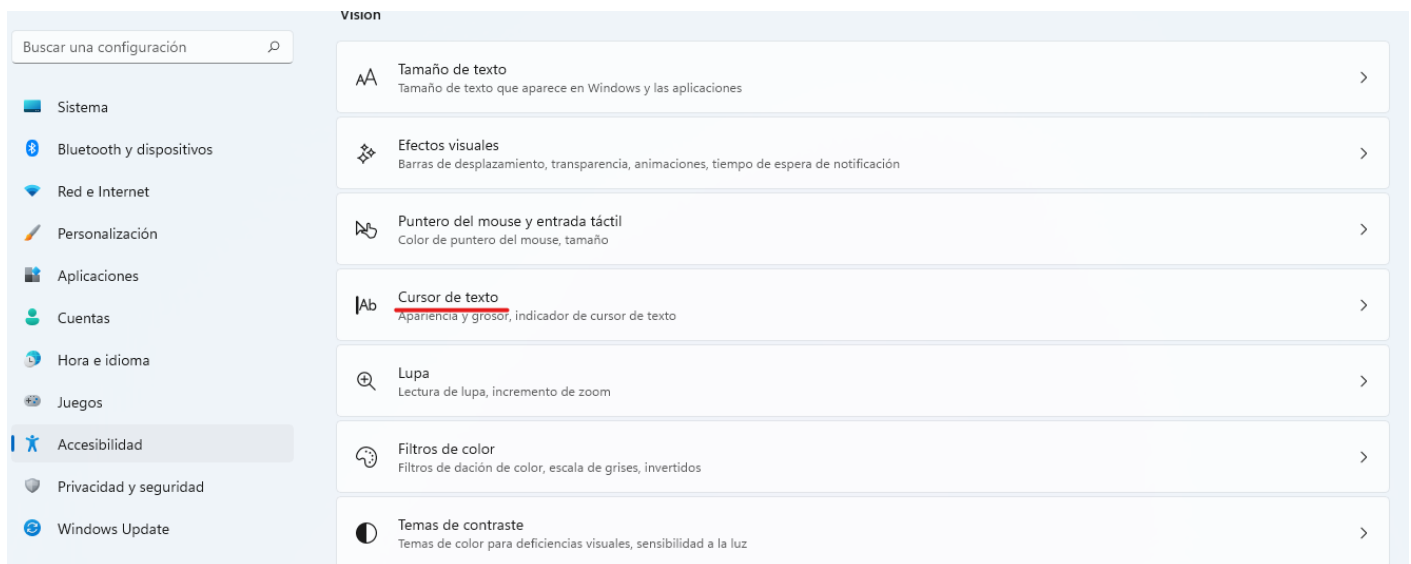 Visión
Buscar una configuración
Sistema
Bluetooth y dispositivos
Red e Internet
Personalización
Aplicaciones
Cuentas
Hora e idioma
Juegos
Accesibilidad
Privacidad y seguridad
Windows Update
Tamaño de texto
Tamaño de texto que aparece en Windows y las aplicaciones
Efectos visuales
Barras de desplazamiento, transparencia, animaciones, tiempo de espera de notificación
Puntero del mouse y entrada táctil
Color de puntero del mouse, tamaño
Ab
Cursor de texto
Apariencia y grosor, indicador de cursor de texto
Lupa
Lectura de lupa, incremento de zoom
Filtros de color
Filtros de dación de color, escala de grises, invertidos
Temas de contraste
Temas de color para deficiencias visuales, sensibilidad a la luz